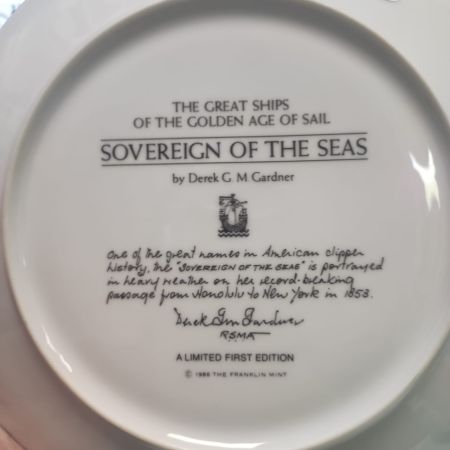 THE GREAT SHIPS
OF THE GOLDEN AGE OF SAIL
SOVEREIGN OF THE SEAS
by Derek G. M. Gardner
One of the great names in American clipper
history, the "SOVEREIGN OF THE SEAS" is portrayed
in heavy weather on her record-breaking
passage from Honolulu to New York in 1853.
Derek Gm Gardner
RSMA
A LIMITED FIRST EDITION
© 1986 THE FRANKLIN MINT